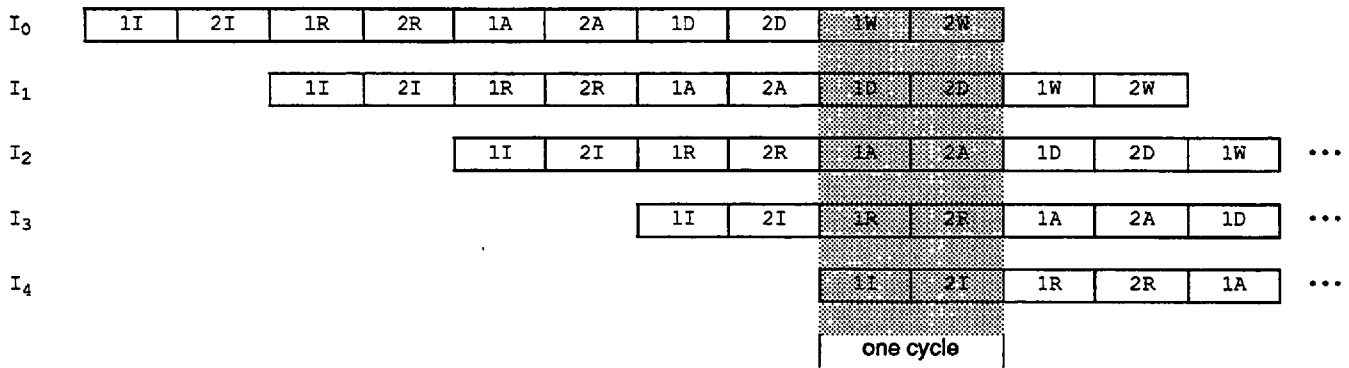 I₀ 1I 2I 1R 2R 1A 2A 1D 2D 1W 2W
I₁ 1I 2I 1R 2R 1A 2A 1D 2D 1W 2W
I₂ 1I 2I 1R 2R 1A 2A 1D 2D 1W •••
I₃ 1I 2I 1R 2R 1A 2A 1D •••
I₄ 1I 2I 1R 2R 1A •••
one cycle